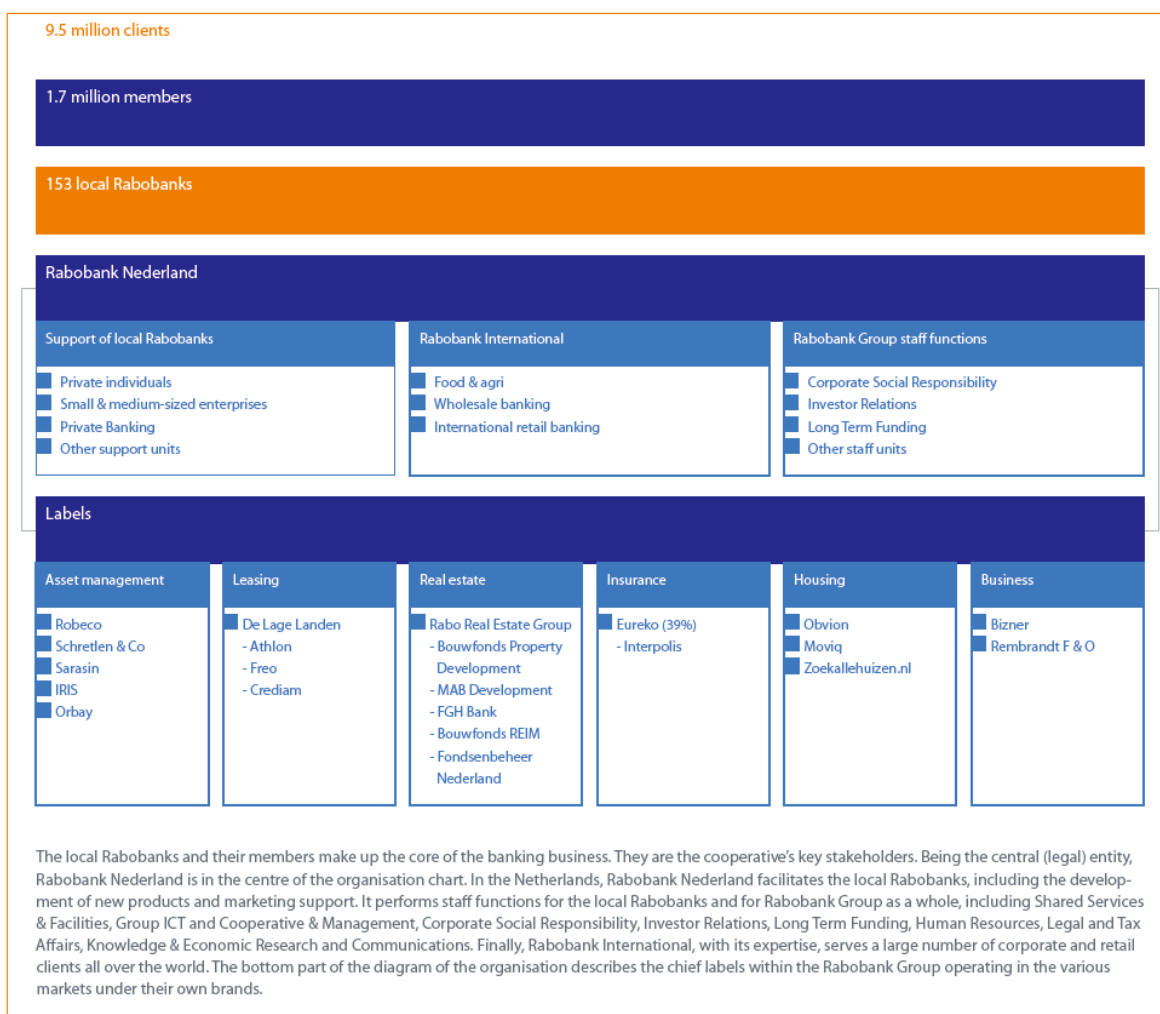 9.5 million clients
1.7 million members
153 local Rabobanks
Rabobank Nederland
Support of local Rabobanks
Private individuals
Small & medium-sized enterprises
Private Banking
Other support units
Rabobank International
Food & agri
Wholesale banking
International retail banking
Rabobank Group staff functions
Corporate Social Responsibility
Investor Relations
Long Term Funding
Other staff units
Labels
Asset management
Robeco
Schretlen & Co
Sarasin
IRIS
Orbay
Leasing
De Lage Landen
- Athlon
- Freo
- Crediam
Real estate
Rabo Real Estate Group
- Bouwfonds Property
Development
- MAB Development
- FGH Bank
- Bouwfonds REIM
- Fondsenbeheer
Nederland
Insurance
Eureko (39%)
- Interpolis
Housing
Obvion
Moviq
Zoekallehuizen.nl
Business
Bizner
Rembrandt F & O
The local Rabobanks and their members make up the core of the banking business. They are the cooperative's key stakeholders. Being the central (legal) entity,
Rabobank Nederland is in the centre of the organisation chart. In the Netherlands, Rabobank Nederland facilitates the local Rabobanks, including the develop-
ment of new products and marketing support. It performs staff functions for the local Rabobanks and for Rabobank Group as a whole, including Shared Services
& Facilities, Group ICT and Cooperative & Management, Corporate Social Responsibility, Investor Relations, Long Term Funding, Human Resources, Legal and Tax
Affairs, Knowledge & Economic Research and Communications. Finally, Rabobank International, with its expertise, serves a large number of corporate and retail
clients all over the world. The bottom part of the diagram of the organisation describes the chief labels within the Rabobank Group operating in the various
markets under their own brands.